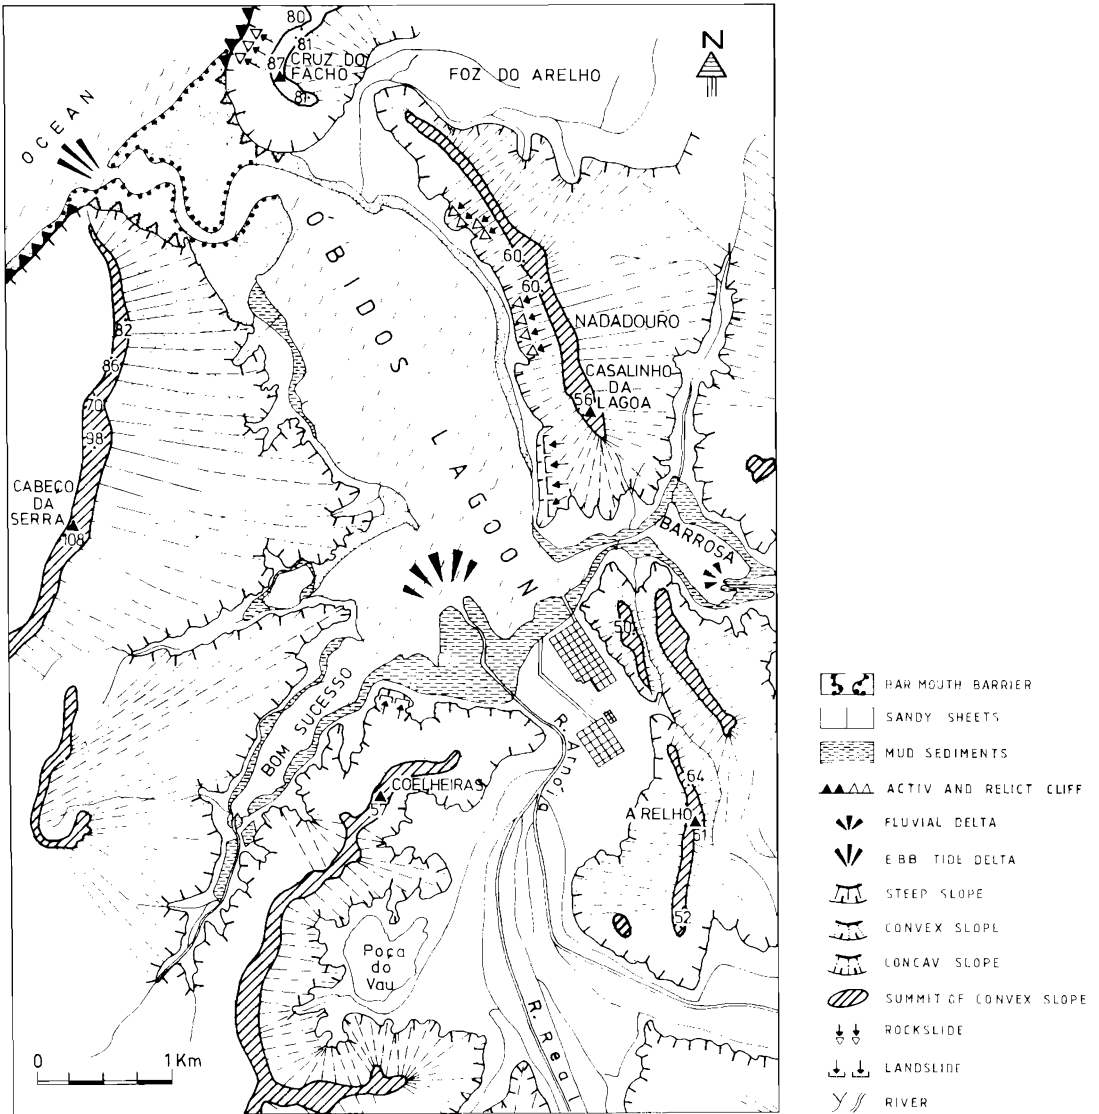 80
81
87
CRUZ DO
FACHO
81
FOZ DO ARELHO
N
OCEAN
ÓBIDOS
LAGOON
60
60
NADADOURO
CASALINHO
DA
LAGOA
56
82
86
70
98
CABEÇO
DA
SERRA
108
BARROSA
50
BOM SUCESSO
R. Arnóia
COELHEIRAS
57
64
ARELHO
51
52
Poça
do
Vau
R. Real
0 1 Km
BAR MOUTH BARRIER
SANDY SHEETS
MUD SEDIMENTS
ACTIV AND RELICT CLIFF
FLUVIAL DELTA
EBB TIDE DELTA
STEEP SLOPE
CONVEX SLOPE
CONCAV SLOPE
SUMMIT OF CONVEX SLOPE
ROCKSLIDE
LANDSLIDE
RIVER